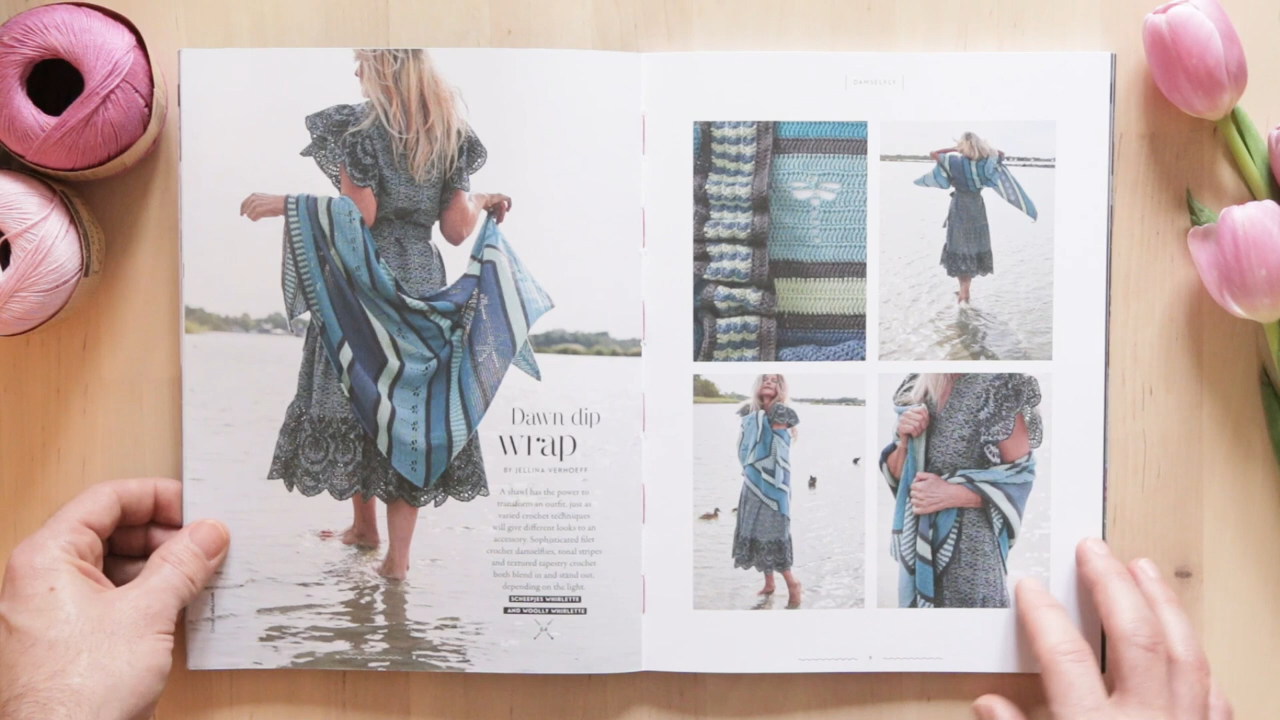 Dawn dip
wrap
BY JELLINA VERHOEFF
A shawl has the power to
transform an outfit, just as
varied crochet techniques
will give different looks to an
accessory. Sophisticated filet
crochet damselflies, tonal stripes
and textured tapestry crochet
both blend in and stand out,
depending on the light.
SCHEEPJES WHIRLETTE
AND WOOLLY WHIRLETTE
DAMSELFLY